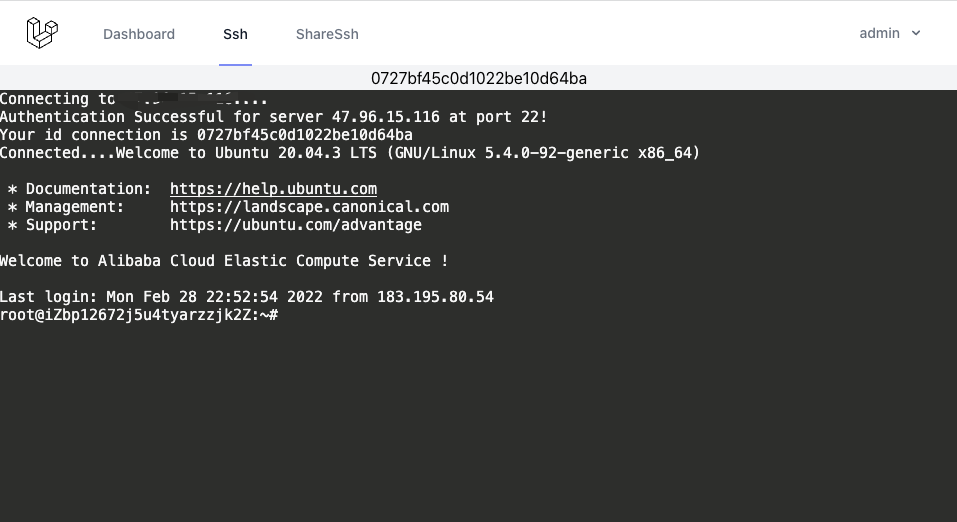 Dashboard Ssh ShareSsh admin
0727bf45c0d1022be10d64ba
Connecting to ....
Authentication Successful for server 47.96.15.116 at port 22!
Your id connection is 0727bf45c0d1022be10d64ba
Connected....Welcome to Ubuntu 20.04.3 LTS (GNU/Linux 5.4.0-92-generic x86_64)
* Documentation: https://help.ubuntu.com
* Management: https://landscape.canonical.com
* Support: https://ubuntu.com/advantage
Welcome to Alibaba Cloud Elastic Compute Service !
Last login: Mon Feb 28 22:52:54 2022 from 183.195.80.54
root@iZbp12672j5u4tyarzzjk2Z:~#